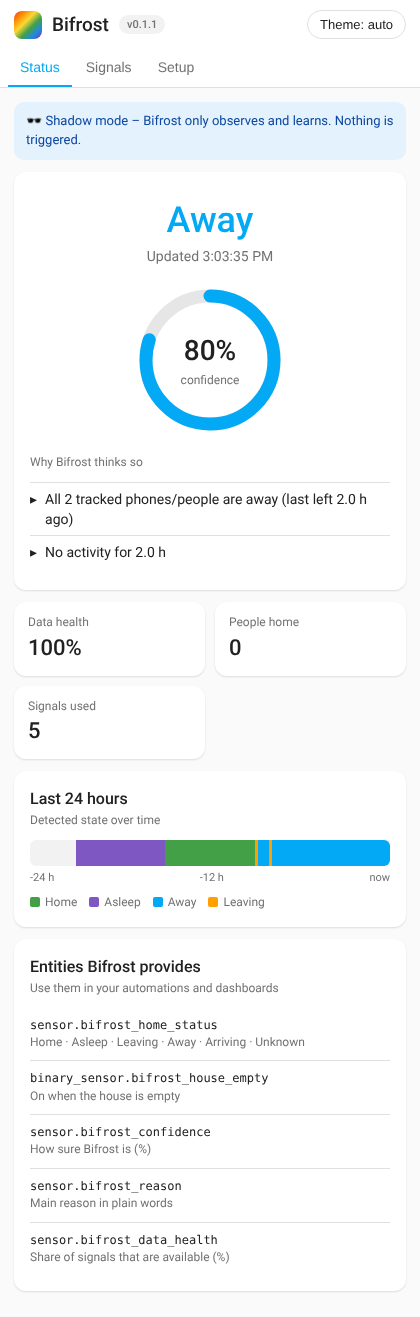 Bifrost v0.1.1 Theme: auto
Status Signals Setup
🕶️ Shadow mode – Bifrost only observes and learns. Nothing is
triggered.
Away
Updated 3:03:35 PM
80%
confidence
Why Bifrost thinks so
▸ All 2 tracked phones/people are away (last left 2.0 h
ago)
▸ No activity for 2.0 h
Data health
100%
People home
0
Signals used
5
Last 24 hours
Detected state over time
-24 h -12 h now
Home Asleep Away Leaving
Entities Bifrost provides
Use them in your automations and dashboards
sensor.bifrost_home_status
Home · Asleep · Leaving · Away · Arriving · Unknown
binary_sensor.bifrost_house_empty
On when the house is empty
sensor.bifrost_confidence
How sure Bifrost is (%)
sensor.bifrost_reason
Main reason in plain words
sensor.bifrost_data_health
Share of signals that are available (%)